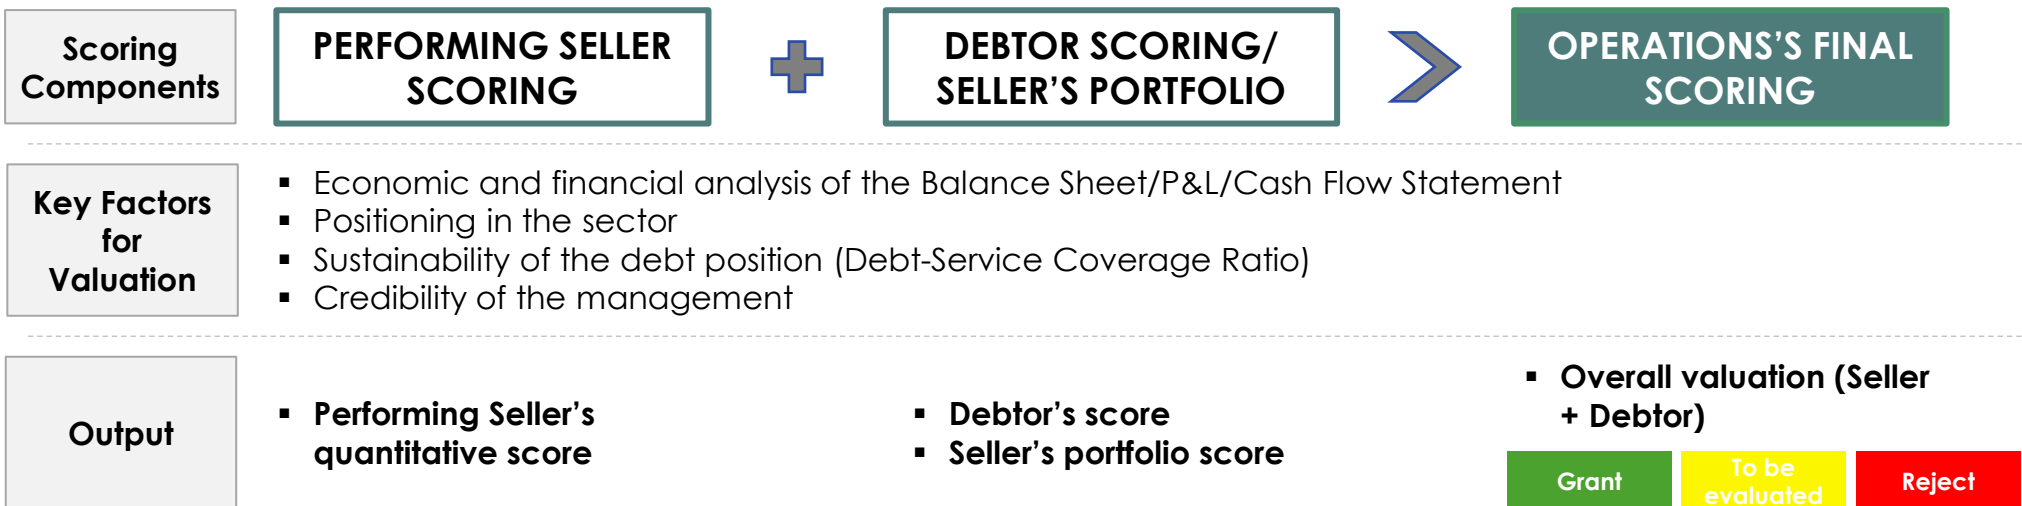 Scoring
Components
PERFORMING SELLER
SCORING
DEBTOR SCORING/
SELLER’S PORTFOLIO
OPERATIONS’S FINAL
SCORING
Key Factors
for
Valuation
▪ Economic and financial analysis of the Balance Sheet/P&L/Cash Flow Statement
▪ Positioning in the sector
▪ Sustainability of the debt position (Debt-Service Coverage Ratio)
▪ Credibility of the management
Output
▪ Performing Seller’s
quantitative score
▪ Debtor’s score
▪ Seller’s portfolio score
▪ Overall valuation (Seller
+ Debtor)
Grant
To be
evaluated
Reject